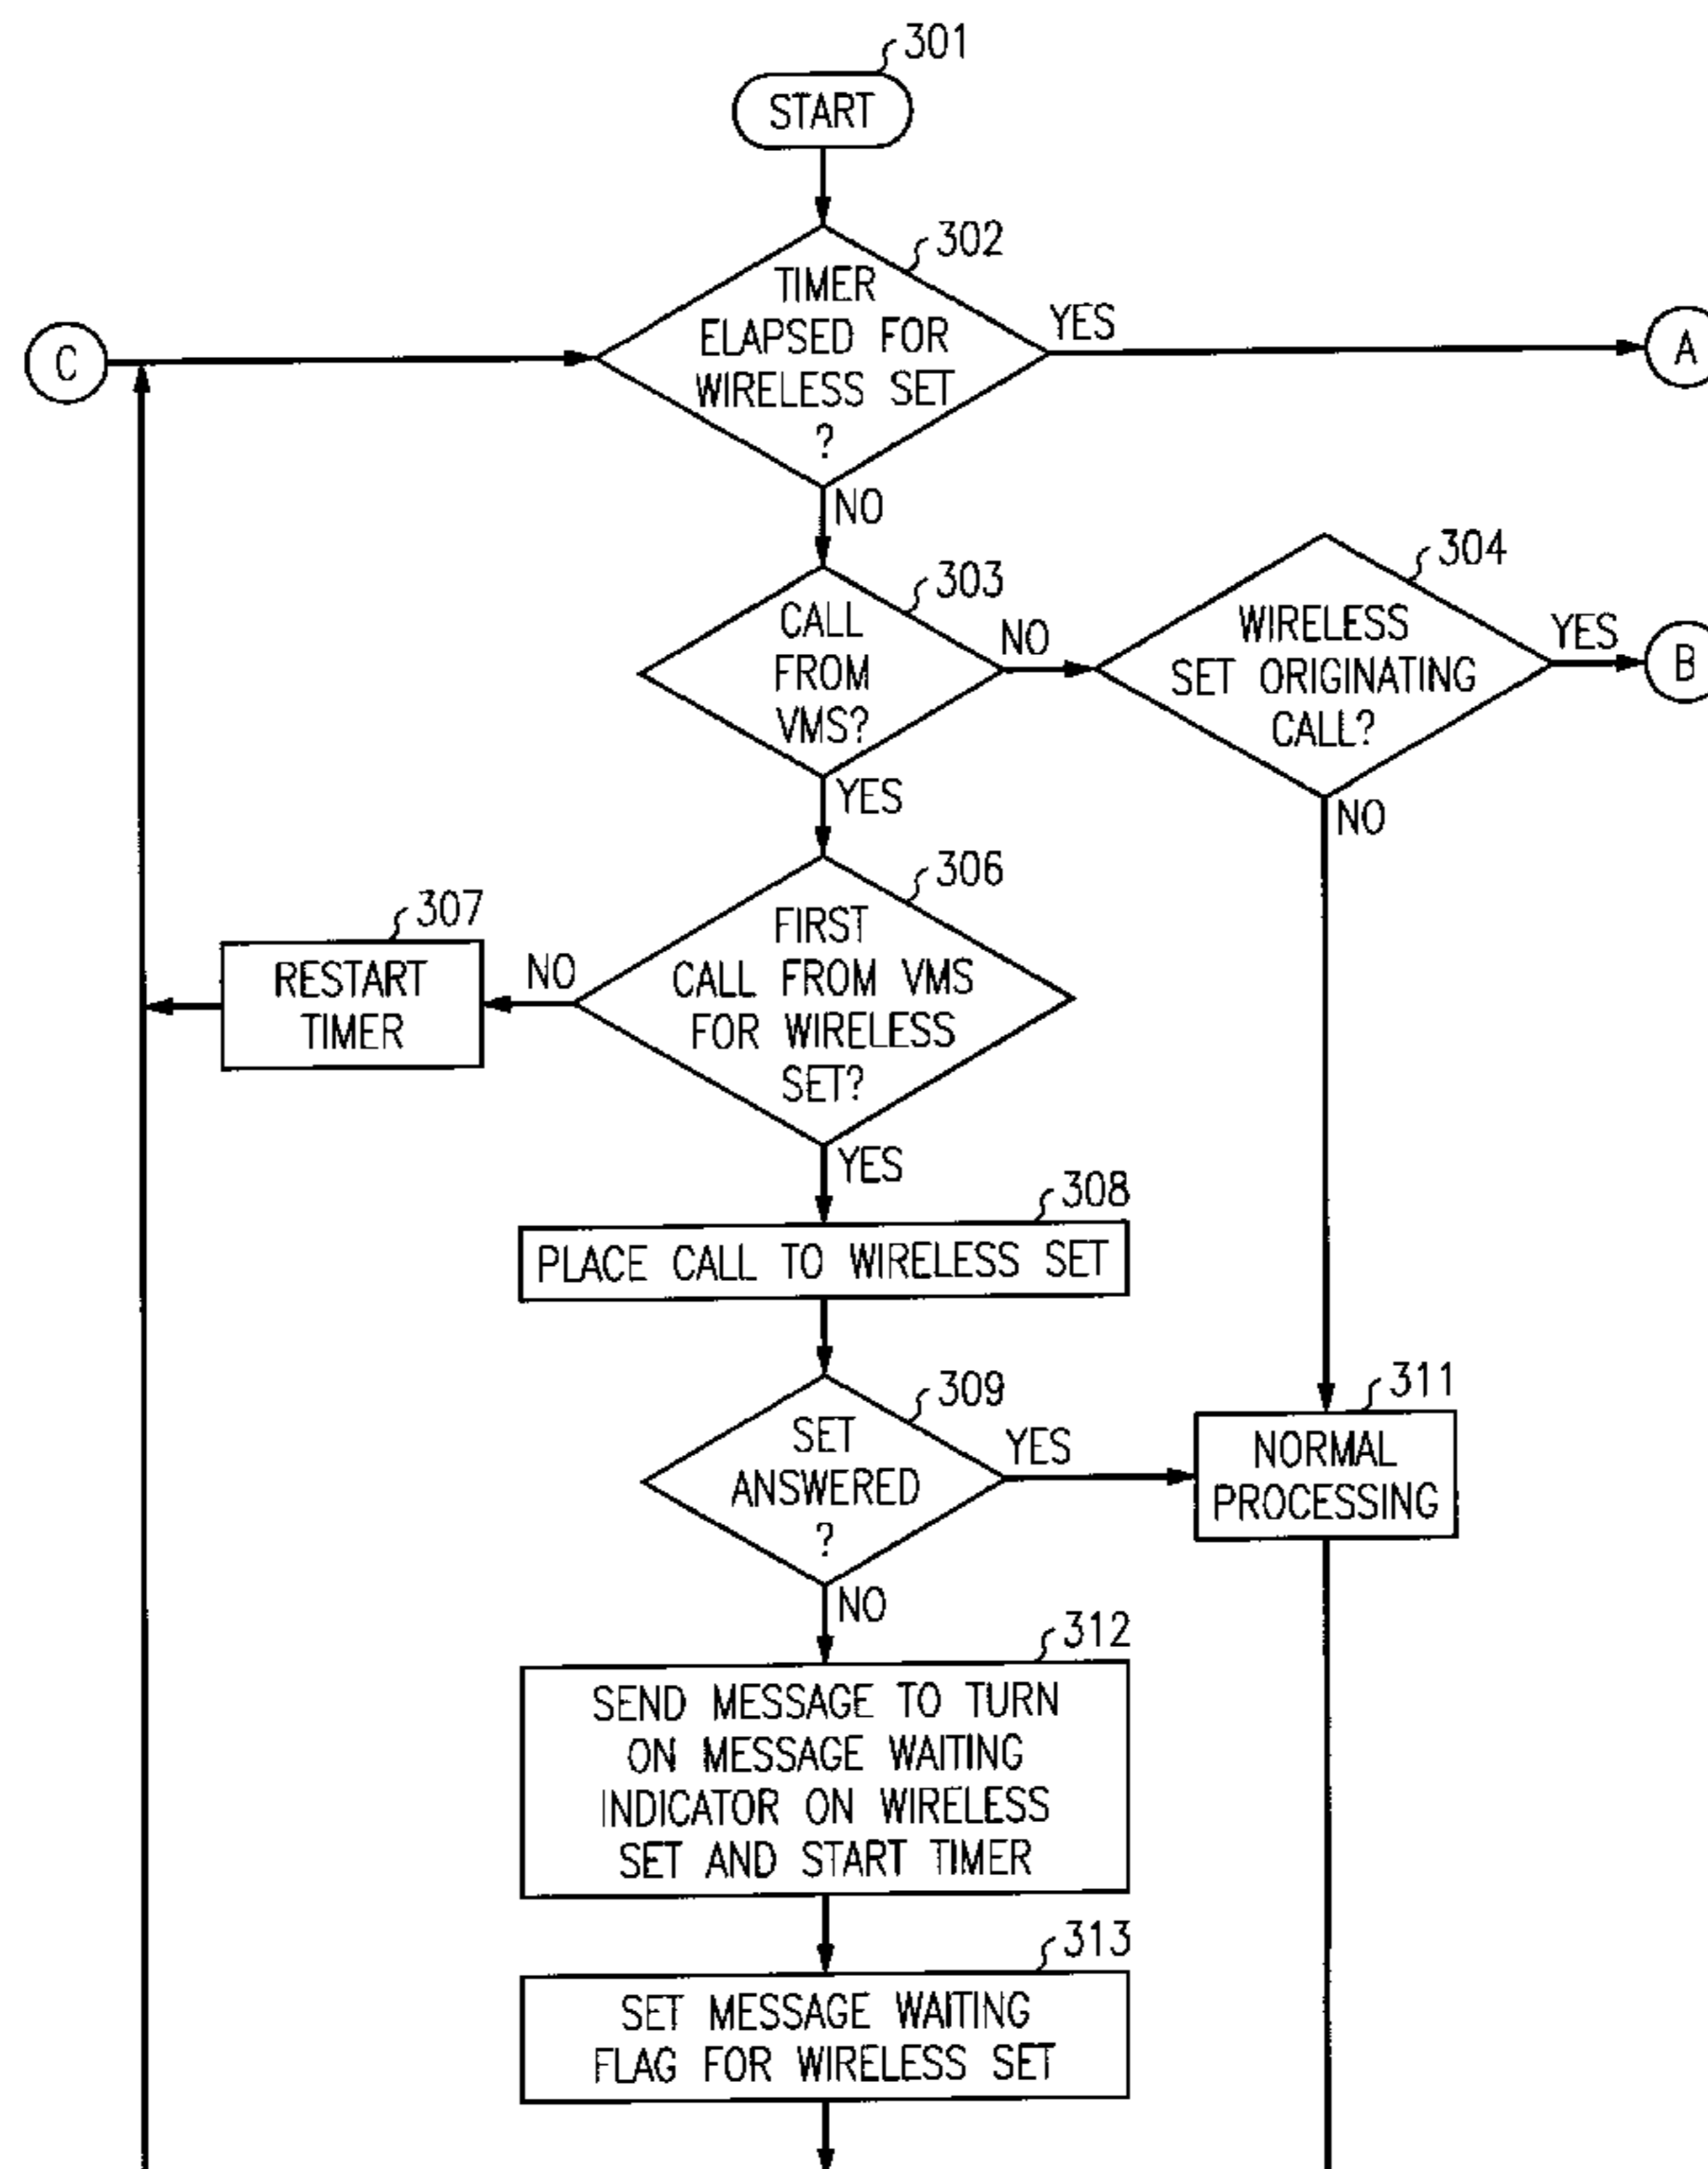 301
START
302
TIMER
ELAPSED FOR
WIRELESS SET
?
YES
A
C
NO
303
CALL
FROM
VMS?
NO
304
WIRELESS
SET ORIGINATING
CALL?
YES
B
YES
NO
306
FIRST
CALL FROM VMS
FOR WIRELESS
SET?
NO
307
RESTART
TIMER
YES
308
PLACE CALL TO WIRELESS SET
309
SET
ANSWERED
?
YES
311
NORMAL
PROCESSING
NO
312
SEND MESSAGE TO TURN
ON MESSAGE WAITING
INDICATOR ON WIRELESS
SET AND START TIMER
313
SET MESSAGE WAITING
FLAG FOR WIRELESS SET